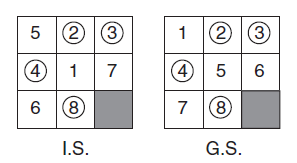 5 ② ③ 1 ② ③
④ 1 7 ④ 5 6
6 ⑧ 7 ⑧
I.S. G.S.